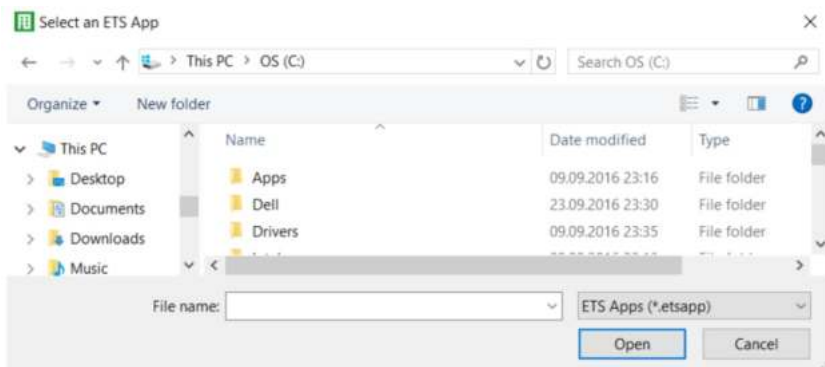 Select an ETS App
This PC > OS (C:)
Search OS (C:)
Organize
New folder
Name
Date modified
Type
This PC
Desktop
Documents
Downloads
Music
Apps 09.09.2016 23:16 File folder
Dell 23.09.2016 23:30 File folder
Drivers 09.09.2016 23:35 File folder
File name:
ETS Apps (*.etsapp)
Open
Cancel